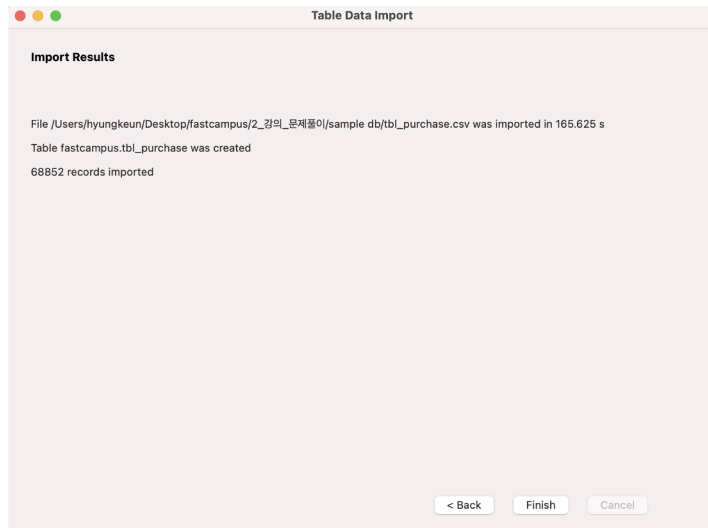 Table Data Import
Import Results
File /Users/hyungkeun/Desktop/fastcampus/2_강의_문제풀이/sample db/tbl_purchase.csv was imported in 165.625 s
Table fastcampus.tbl_purchase was created
68852 records imported
< Back Finish Cancel